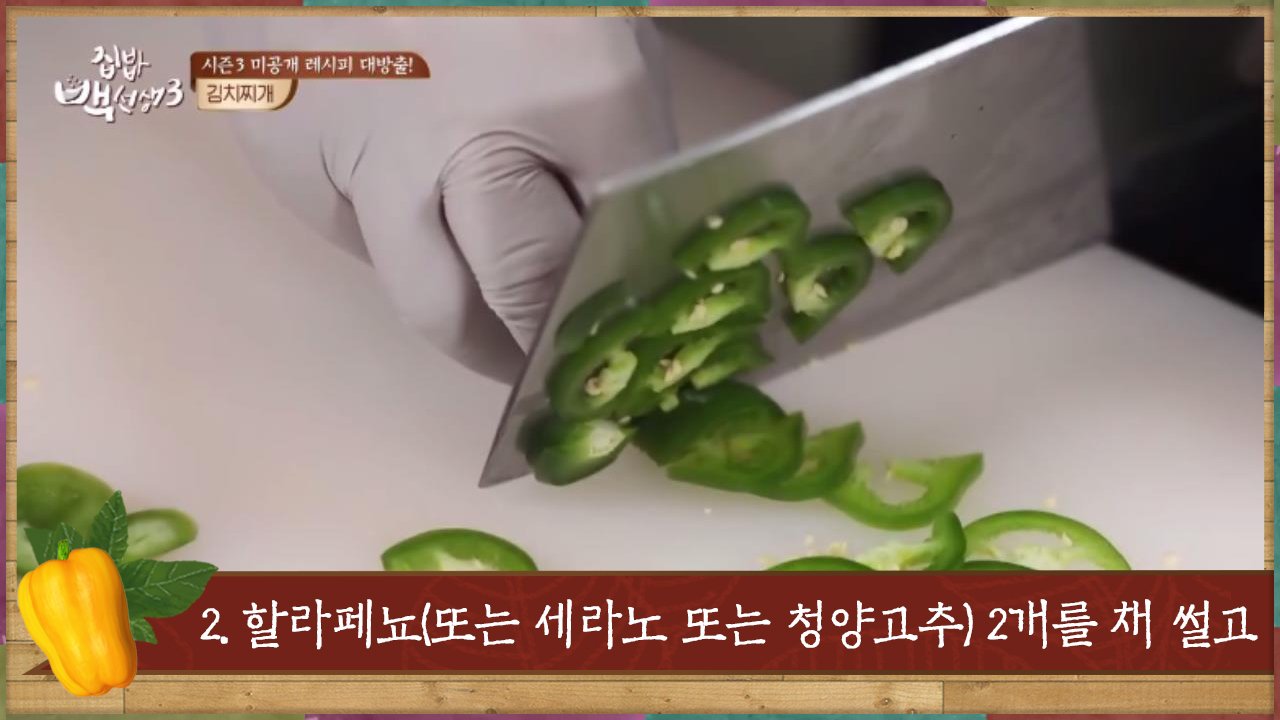 집밥
백선생3
시즌3 미공개 레시피 대방출!
김치찌개
2. 할라페뇨(또는 세라노 또는 청양고추) 2개를 채 썰고